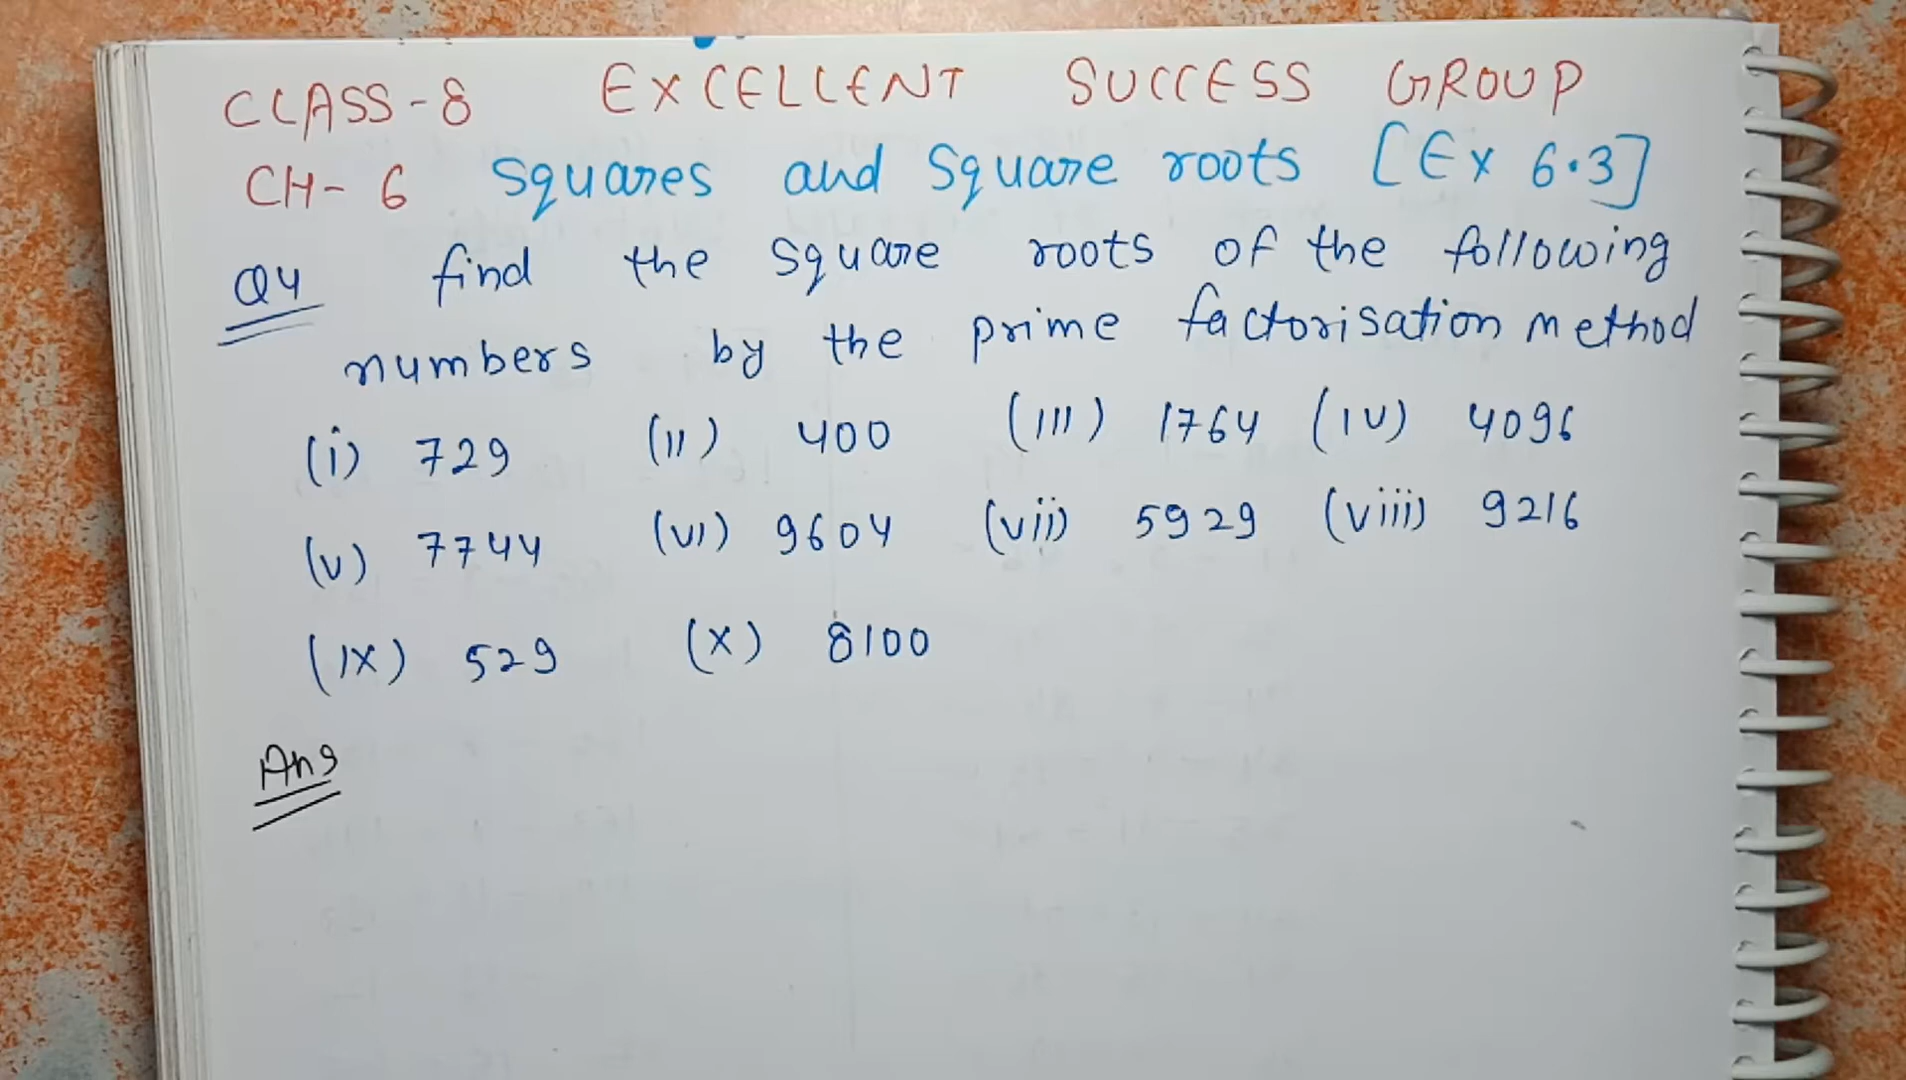 CLASS-8 EXCELLENT SUCCESS GROUP
CH-6 Squares and Square roots [Ex 6.3]
Q4 find the square roots of the following
numbers by the prime factorisation method
(i) 729 (II) 400 (III) 1764 (IV) 4096
(v) 7744 (VI) 9604 (vii) 5929 (viii) 9216
(IX) 529 (X) 8100
Ans